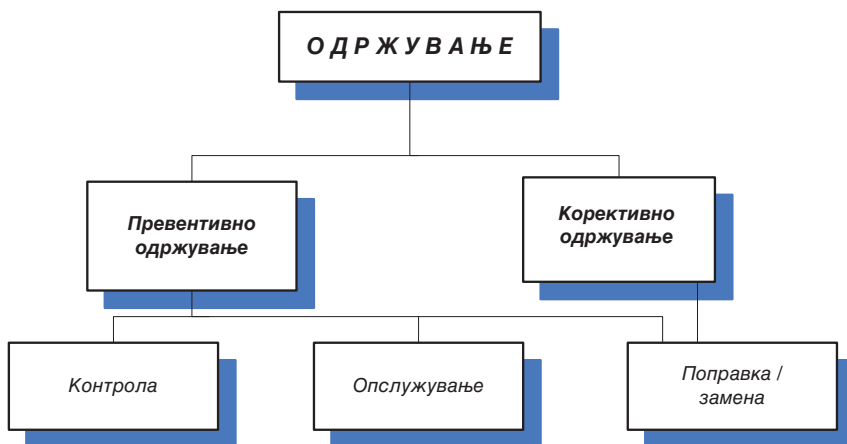 О Д Р Ж У В А Њ Е
Превентивно
одржување
Корективно
одржување
Контрола
Опслужување
Поправка /
замена